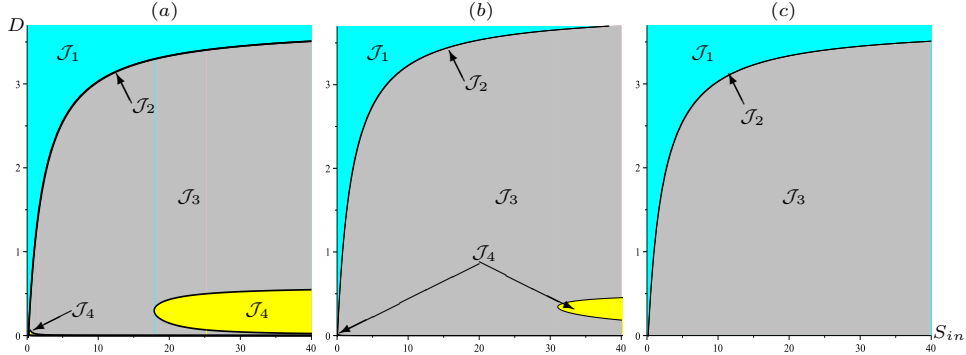 (a) (b) (c)
D
𝒥1 𝒥1 𝒥1
3 3 3
𝒥2 𝒥2 𝒥2
2 2 2
𝒥3 𝒥3 𝒥3
1 1 1
𝒥4
𝒥4 𝒥4
0 0 0 S_in
0 10 20 30 40 0 10 20 30 40 0 10 20 30 40